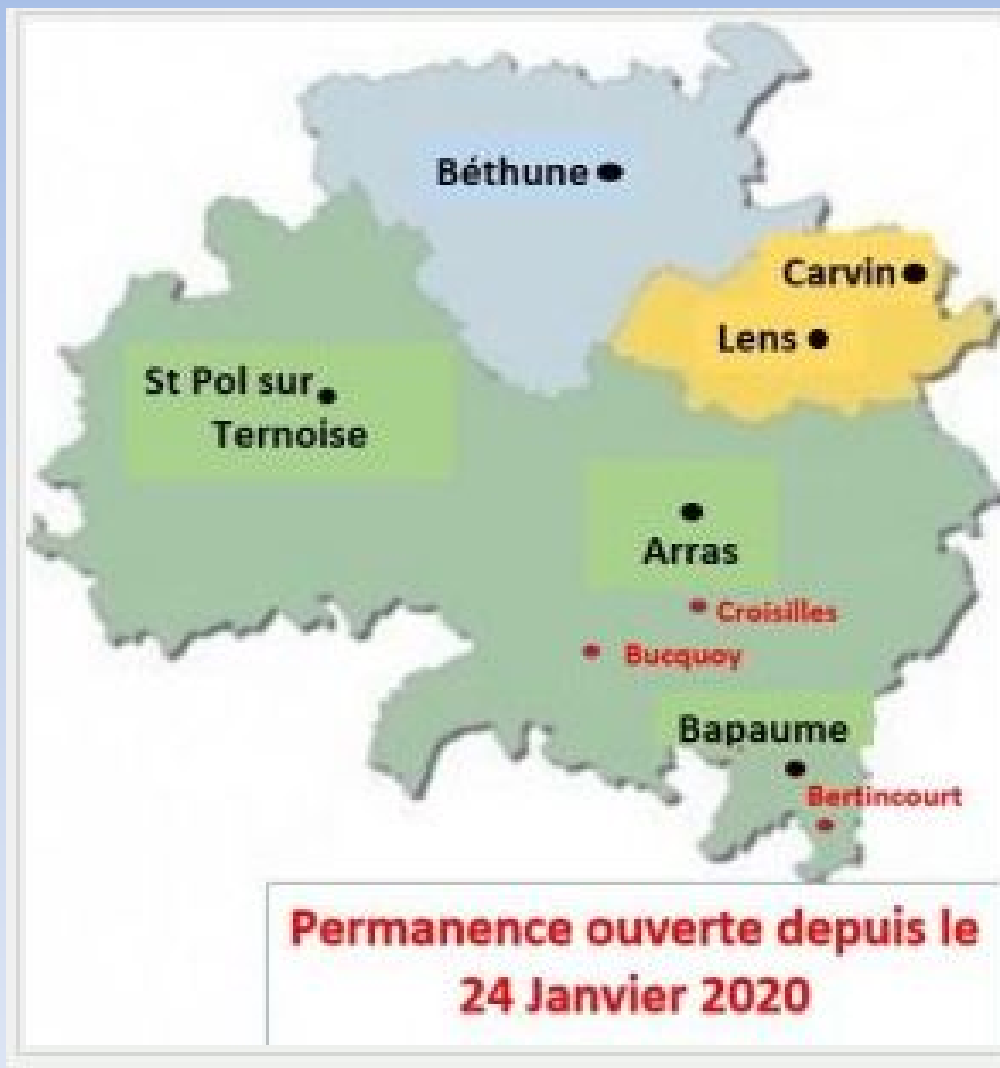 Béthune
Carvin
Lens
St Pol sur
Ternoise
Arras
Croisilles
Bucquoy
Bapaume
Bertincourt
Permanence ouverte depuis le
24 Janvier 2020